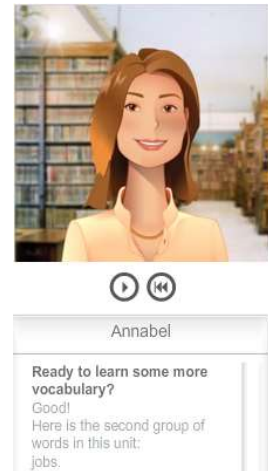 Annabel
Ready to learn some more
vocabulary?
Good!
Here is the second group of
words in this unit:
jobs.